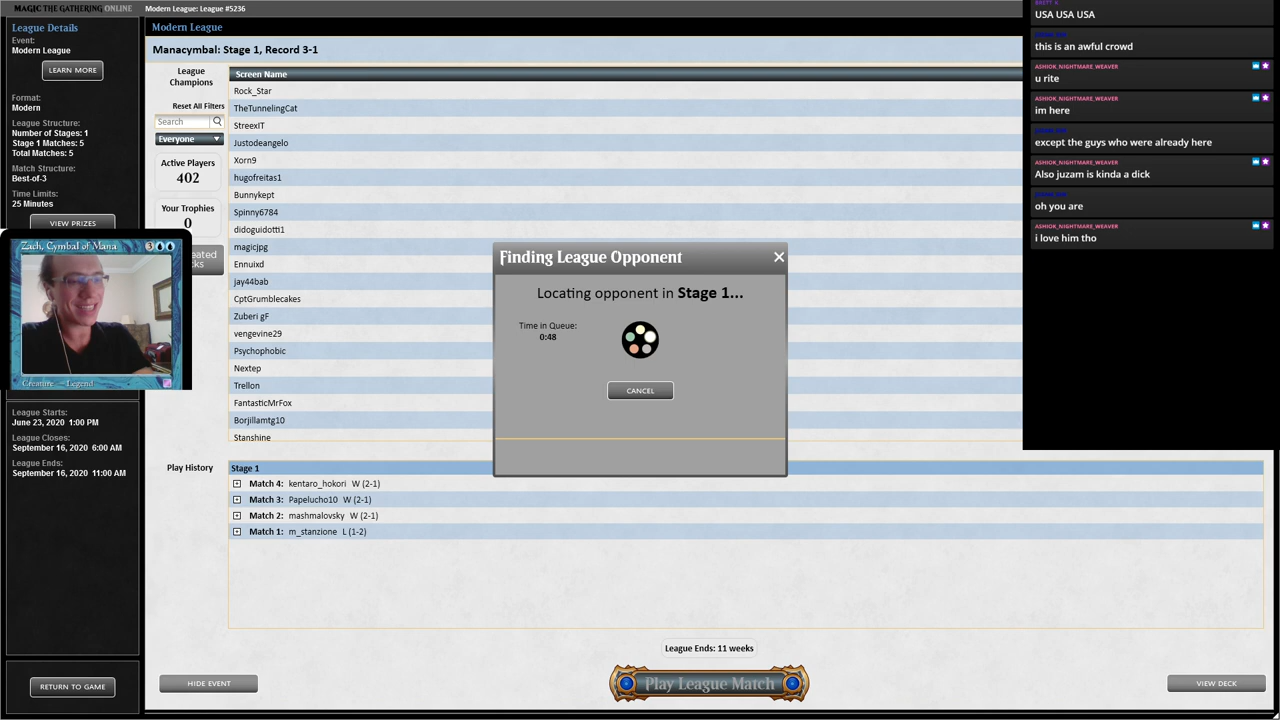 MAGIC THE GATHERING ONLINE
Modern League: League #5236
League Details
Event:
Modern League
LEARN MORE
Format:
Modern
League Structure:
Number of Stages: 1
Stage 1 Matches: 5
Total Matches: 5
Match Structure:
Best-of-3
Time Limits:
25 Minutes
VIEW PRIZES
Zach, Cymbal of Mana
3
Creature — Legend
League Starts:
June 23, 2020 1:00 PM
League Closes:
September 16, 2020 6:00 AM
League Ends:
September 16, 2020 11:00 AM
RETURN TO GAME
Modern League
Manacymbal: Stage 1, Record 3-1
League
Champions
Reset All Filters
Search
Everyone
Active Players
402
Your Trophies
0
Screen Name
Rock_Star
TheTunnelingCat
StreexIT
Justodeangelo
Xorn9
hugofreitas1
Bunnykept
Spinny6784
didoguidotti1
magicjpg
Ennuixd
jay44bab
CptGrumblecakes
Zuberi gF
vengevine29
Psychophobic
Nextep
Trellon
FantasticMrFox
Borjillamtg10
Stanshine
Finding League Opponent
Locating opponent in Stage 1...
Time in Queue:
0:48
CANCEL
Play History
Stage 1
Match 4: kentaro_hokori W (2-1)
Match 3: Papelucho10 W (2-1)
Match 2: mashmalovsky W (2-1)
Match 1: m_stanzione L (1-2)
League Ends: 11 weeks
HIDE EVENT
Play League Match
VIEW DECK
USA USA USA
this is an awful crowd
ASHIOK_NIGHTMARE_WEAVER
u rite
ASHIOK_NIGHTMARE_WEAVER
im here
except the guys who were already here
ASHIOK_NIGHTMARE_WEAVER
Also juzam is kinda a dick
oh you are
ASHIOK_NIGHTMARE_WEAVER
i love him tho